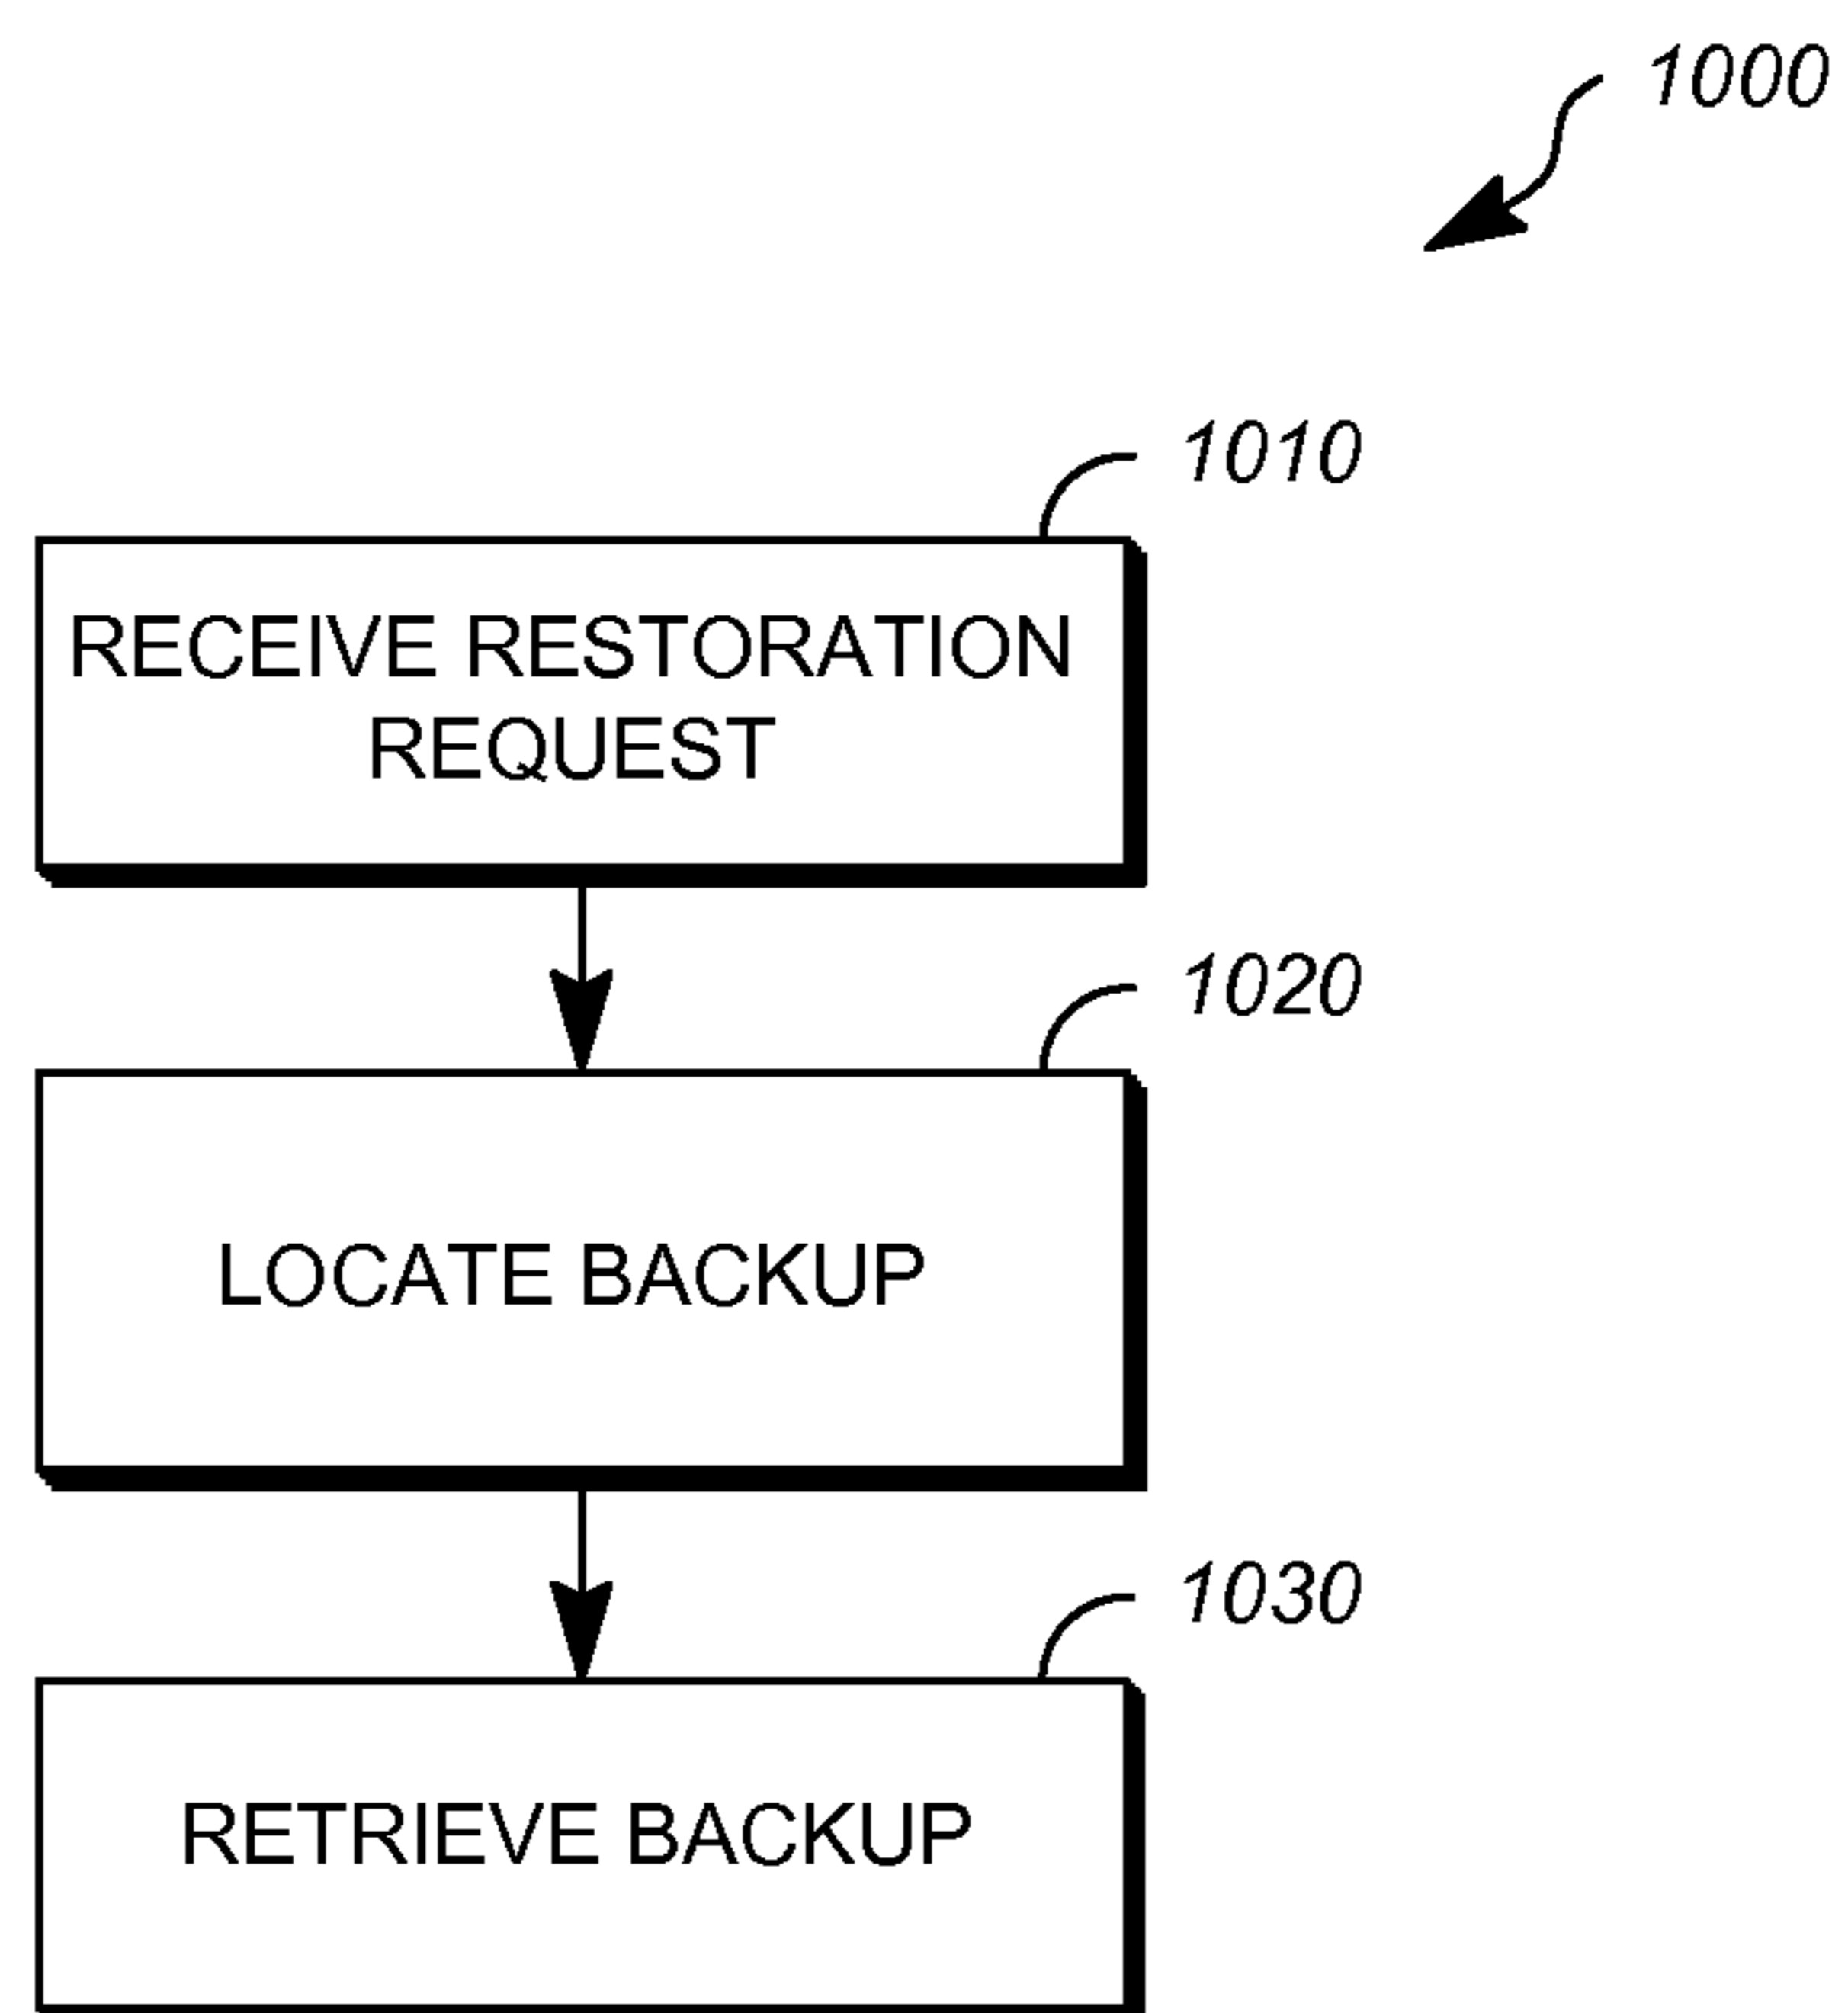 1000
1010
RECEIVE RESTORATION
REQUEST
1020
LOCATE BACKUP
1030
RETRIEVE BACKUP